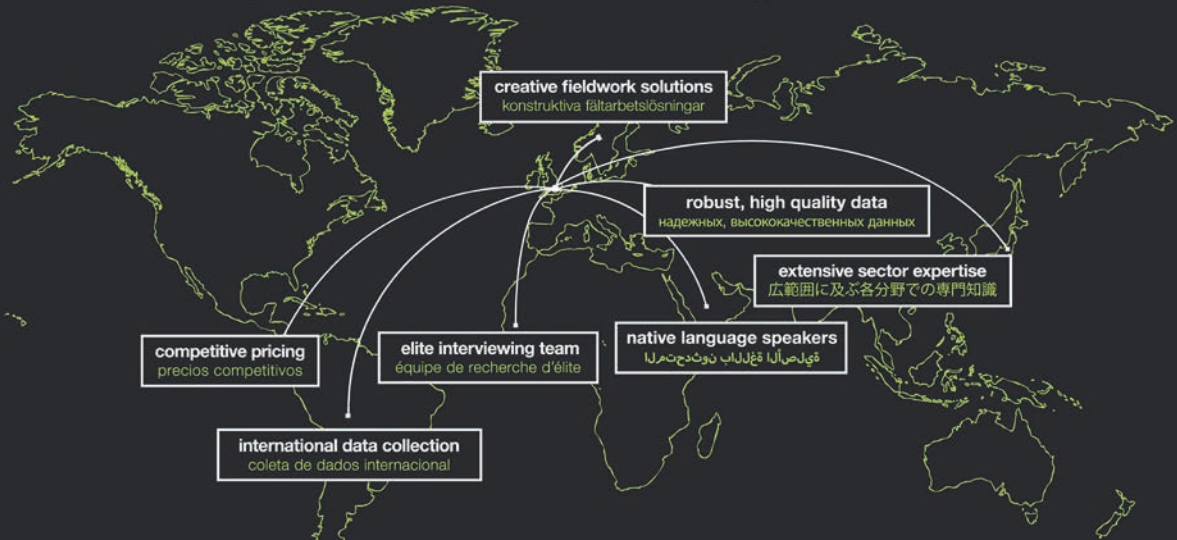 creative fieldwork solutions
konstruktiva fältarbetslösningar
robust, high quality data
надежных, высококачественных данных
extensive sector expertise
広範囲に及ぶ各分野での専門知識
native language speakers
المتحدثون باللغة الأصلية
elite interviewing team
équipe de recherche d'élite
competitive pricing
precios competitivos
international data collection
coleta de dados internacional